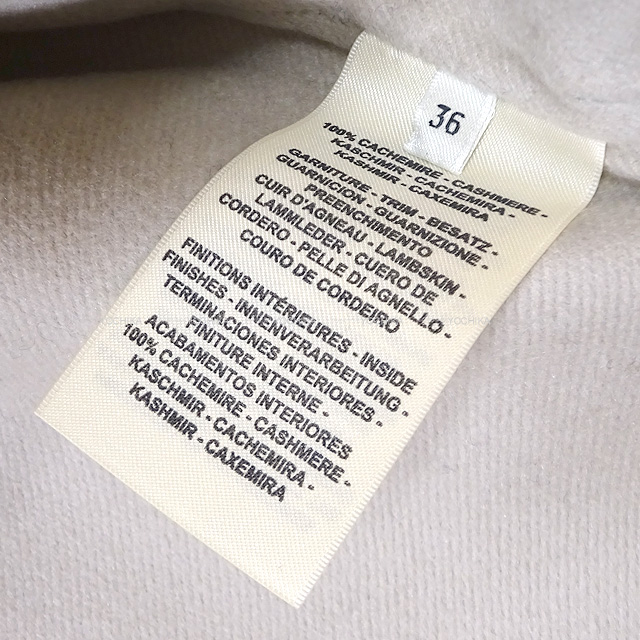 36
100% CACHEMIRE - CASHMERE -
KASCHMIR - CACHEMIRA -
KASHMIR - CAXEMIRA
GARNITURE - TRIM - BESATZ -
GUARNICIÓN - GUARNIZIONE -
PREENCHIMENTO
CUIR D'AGNEAU - LAMBSKIN -
LAMMLEDER - CUERO DE
CORDERO - PELLE DI AGNELLO -
COURO DE CORDEIRO
FINITIONS INTÉRIEURES - INSIDE
FINISHES - INNENVERARBEITUNG -
TERMINACIONES INTERIORES -
FINITURE INTERNE -
ACABAMENTOS INTERIORES
100% CACHEMIRE - CASHMERE -
KASCHMIR - CACHEMIRA -
KASHMIR - CAXEMIRA